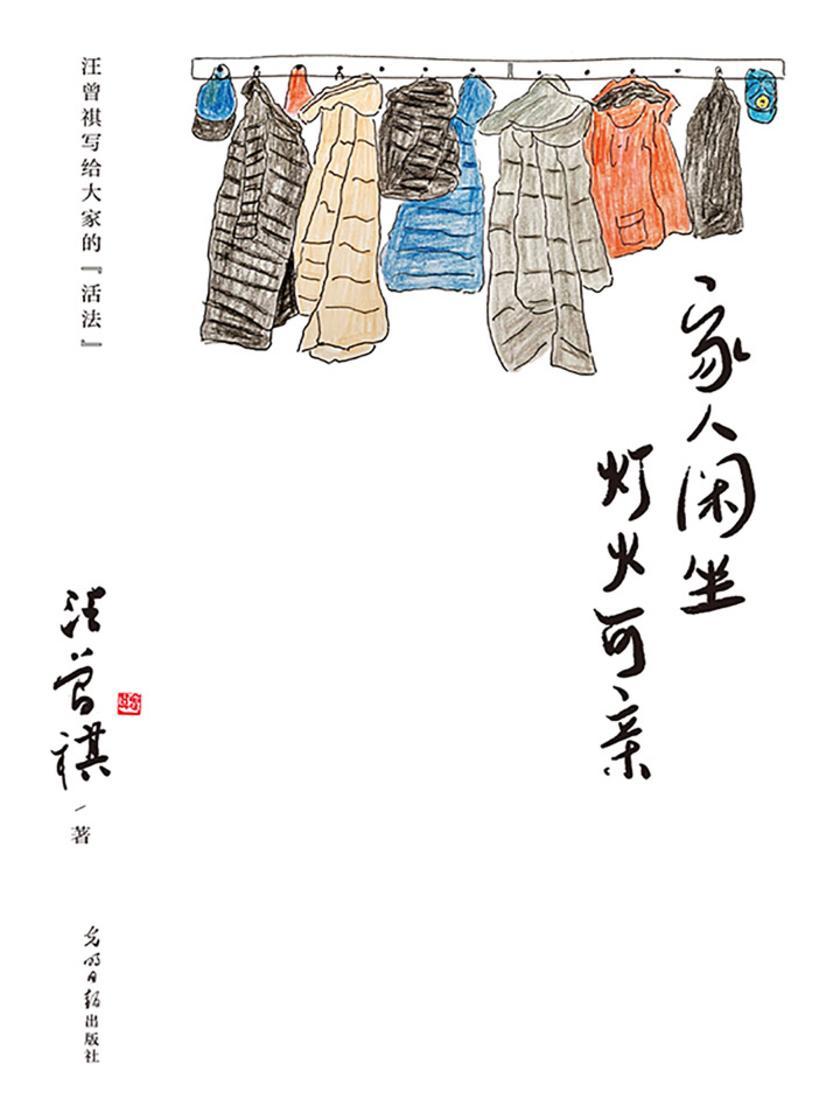 家人闲坐
灯火可亲
汪曾祺写给大家的『活法』
汪曾祺
/著
光明日报出版社